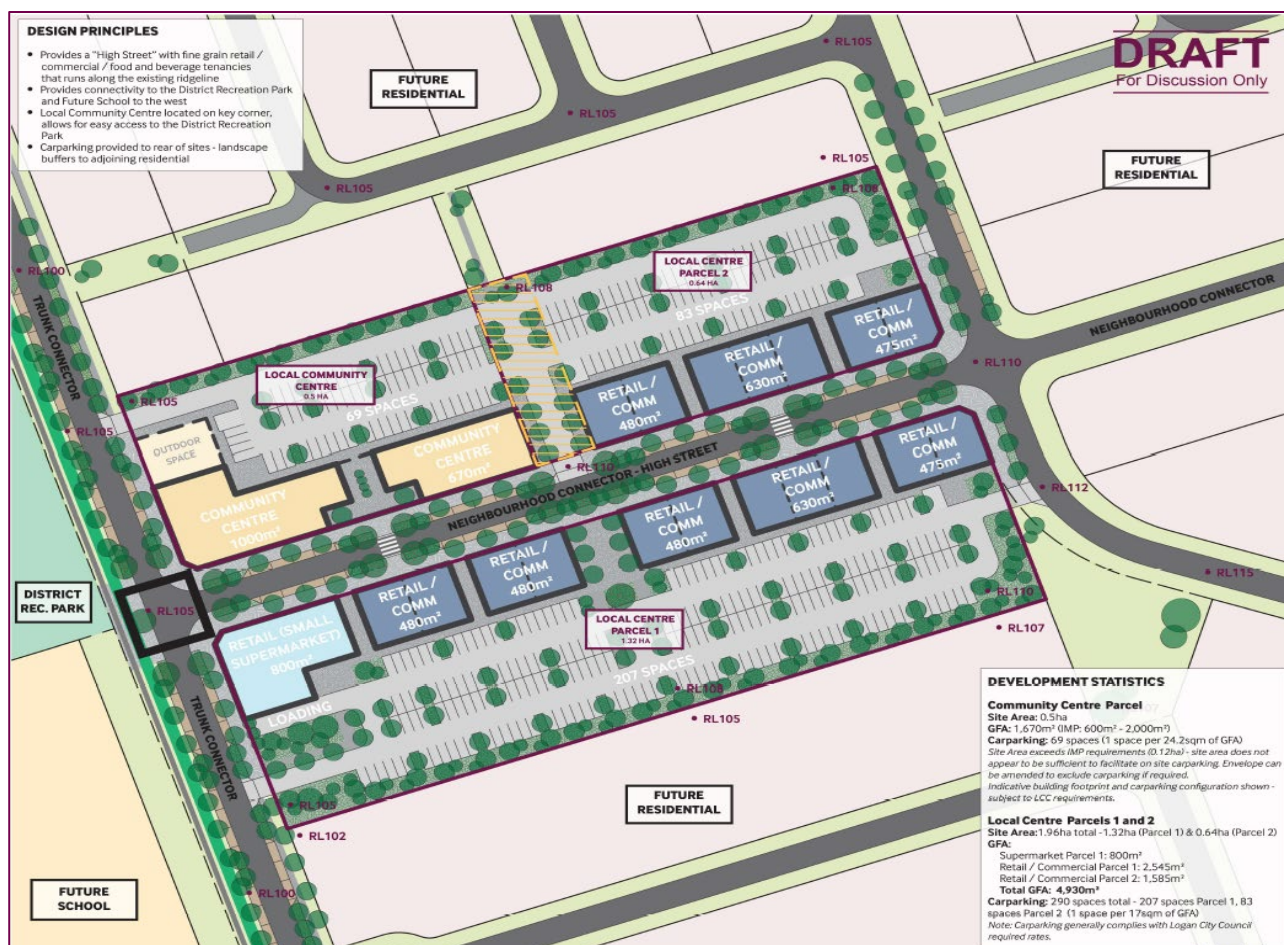 DESIGN PRINCIPLES
• Provides a "High Street" with fine grain retail /
commercial / food and beverage tenancies
that runs along the existing ridgeline
• Provides connectivity to the District Recreation Park
and Future School to the west
• Local Community Centre located on key corner,
allows for easy access to the District Recreation
Park
• Carparking provided to rear of sites - landscape
buffers to adjoining residential
DRAFT
For Discussion Only
RL105
FUTURE
RESIDENTIAL
RL105
RL105
RL105
RL108
FUTURE
RESIDENTIAL
RL100
TRUNK CONNECTOR
RL108
LOCAL CENTRE
PARCEL 2
0.64 HA
83 SPACES
NEIGHBOURHOOD CONNECTOR
RETAIL /
COMM
475m²
RETAIL /
COMM
630m²
RETAIL /
COMM
480m²
RL110
LOCAL COMMUNITY
CENTRE
0.5 HA
69 SPACES
RL105
RL105
OUTDOOR
SPACE
COMMUNITY
CENTRE
670m²
COMMUNITY
CENTRE
1000m²
RL110
NEIGHBOURHOOD CONNECTOR - HIGH STREET
RETAIL /
COMM
475m²
RETAIL /
COMM
630m²
RETAIL /
COMM
480m²
RETAIL /
COMM
480m²
RETAIL /
COMM
480m²
RL112
RL115
DISTRICT
REC. PARK
RL105
RETAIL (SMALL
SUPERMARKET)
800m²
LOADING
LOCAL CENTRE
PARCEL 1
1.32 HA
207 SPACES
RL110
RL107
RL108
RL105
TRUNK CONNECTOR
RL105
RL102
RL100
FUTURE
RESIDENTIAL
FUTURE
SCHOOL
DEVELOPMENT STATISTICS
Community Centre Parcel
Site Area: 0.5ha
GFA: 1,670m² (IMP: 600m² - 2,000m²)
Carparking: 69 spaces (1 space per 24.2sqm of GFA)
Site Area exceeds IMP requirements (0.12ha) - site area does not
appear to be sufficient to facilitate on site carparking. Envelope can
be amended to exclude carparking if required.
Indicative building footprint and carparking configuration shown -
subject to LCC requirements.
Local Centre Parcels 1 and 2
Site Area: 1.96ha total -1.32ha (Parcel 1) & 0.64ha (Parcel 2)
GFA:
Supermarket Parcel 1: 800m²
Retail / Commercial Parcel 1: 2,545m²
Retail / Commercial Parcel 2: 1,585m²
Total GFA: 4,930m²
Carparking: 290 spaces total - 207 spaces Parcel 1, 83
spaces Parcel 2 (1 space per 17sqm of GFA)
Note: Carparking generally complies with Logan City Council
required rates.